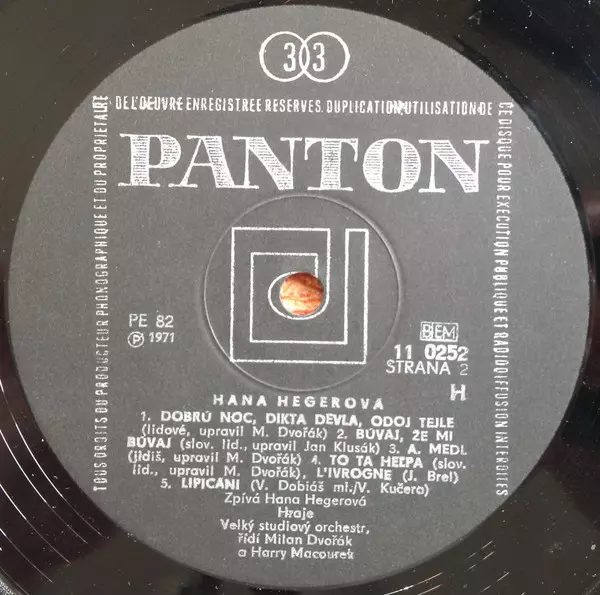 33
TOUS DROITS DU PRODUCTEUR PHONOGRAPHIQUE ET DU PROPRIETAIRE
DE L'OEUVRE ENREGISTREE RESERVES. DUPLICATION, UTILISATION DE
CE DISQUE POUR EXECUTION PUBLIQUE ET RADIODIFFUSION INTERDITES
PANTON
PE 82
Ⓟ 1971
BIEM
11 0252
STRANA 2
H
HANA HEGEROVÁ
1. DOBRÚ NOC, DIKTA DEVLA, ODOJ TEJLE
(lidové, upravil M. Dvořák) 2. BÚVAJ, ŽE MI
BÚVAJ (slov. lid., upravil Jan Klusák) 3. A. MEDL
(jidiš, upravil M. Dvořák) 4. TO TA HEĽPA (slov.
lid., upravil M. Dvořák), L'IVROGNE (J. Brel)
5. LIPICÁNI (V. Dobiáš ml./V. Kučera)
Zpívá Hana Hegerová
Hraje
Velký studiový orchestr,
řídí Milan Dvořák
a Harry Macourek